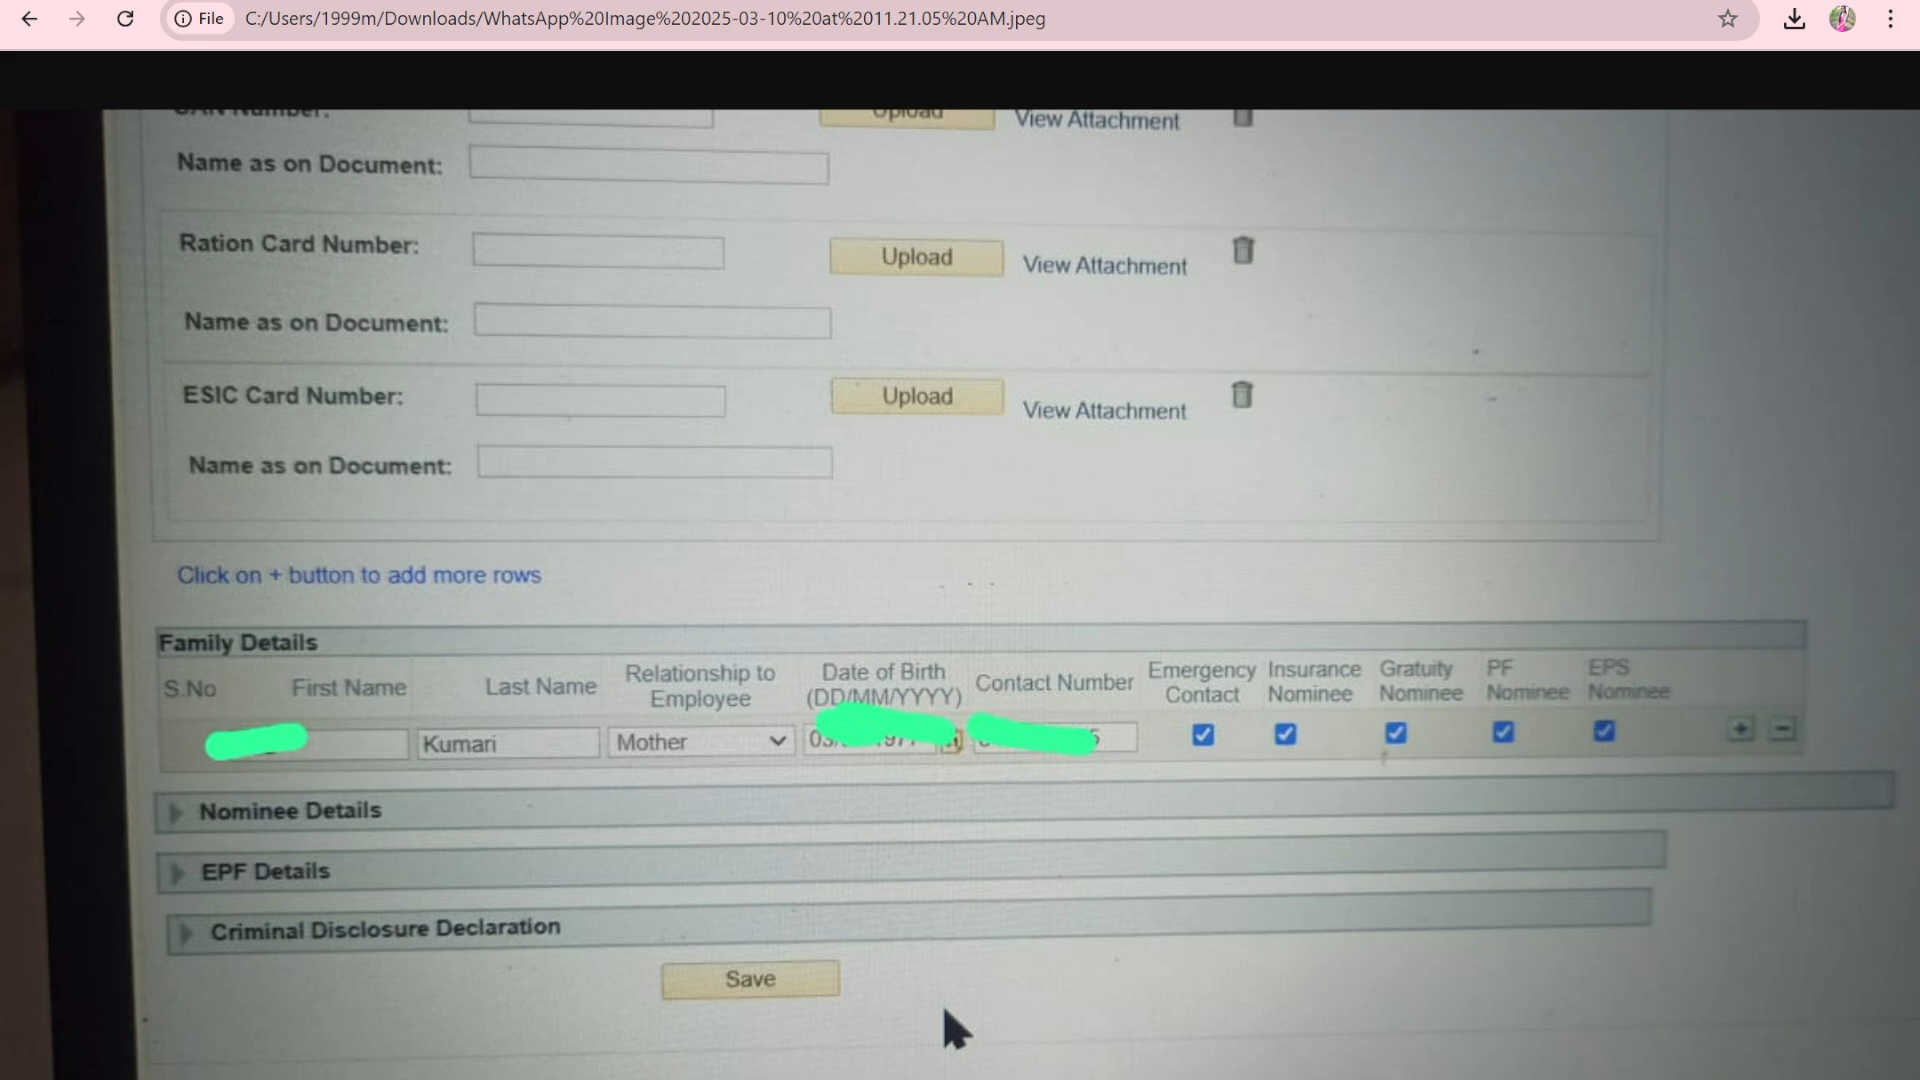 File C:/Users/1999m/Downloads/WhatsApp%20Image%202025-03-10%20at%2011.21.05%20AM.jpeg
Number: Upload View Attachment
Name as on Document:
Ration Card Number: Upload View Attachment
Name as on Document:
ESIC Card Number: Upload View Attachment
Name as on Document:
Click on + button to add more rows
Family Details
S.No First Name Last Name Relationship to Employee Date of Birth (DD/MM/YYYY) Contact Number Emergency Contact Insurance Nominee Gratuity Nominee PF Nominee EPS Nominee
Kumari Mother
Nominee Details
EPF Details
Criminal Disclosure Declaration
Save